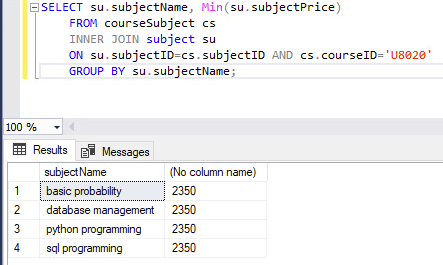 SELECT su.subjectName, Min(su.subjectPrice)
FROM courseSubject cs
INNER JOIN subject su
ON su.subjectID=cs.subjectID AND cs.courseID='U8020'
GROUP BY su.subjectName;
100 %
Results Messages
subjectName (No column name)
1 basic probability 2350
2 database management 2350
3 python programming 2350
4 sql programming 2350